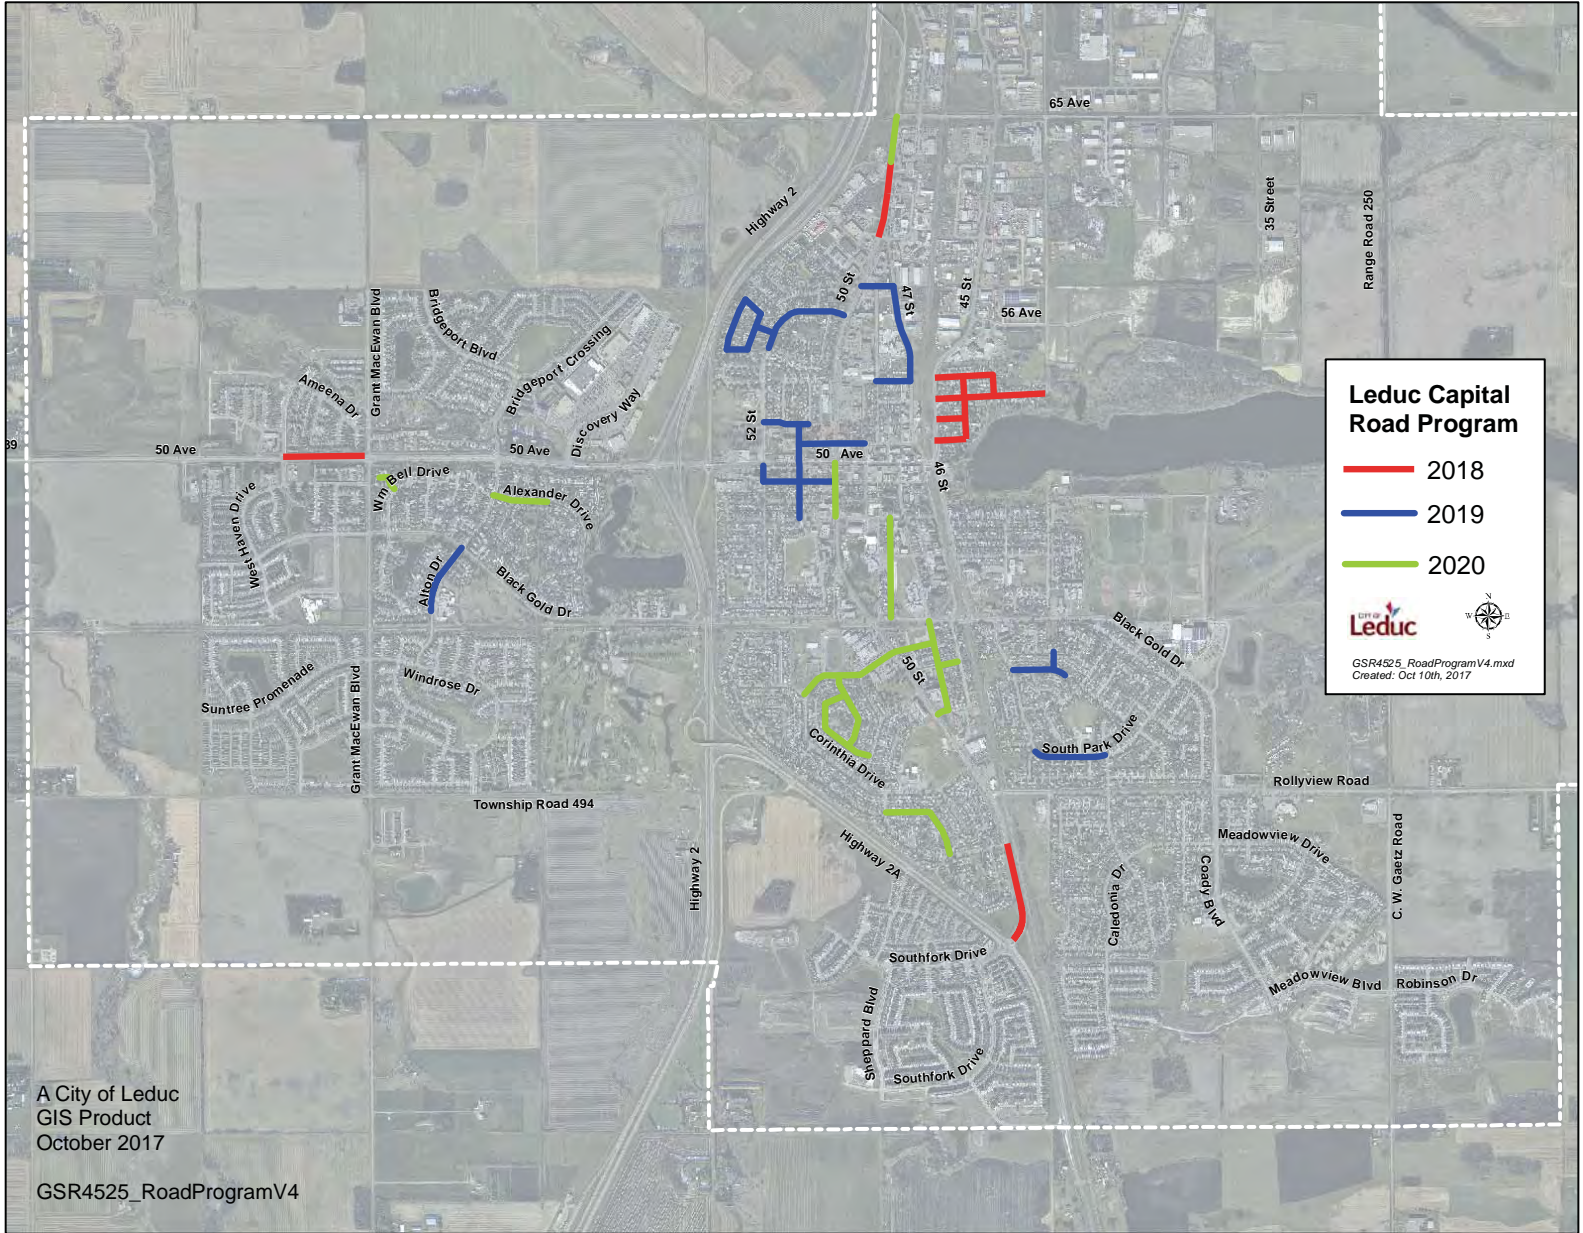 65 Ave
Highway 2
35 Street
Range Road 250
50 St
47 St
45 St
56 Ave
Grant MacEwan Blvd
Bridgeport Blvd
Bridgeport Crossing
Ameena Dr
Discovery Way
52 St
39
50 Ave
50 Ave
50 Ave
46 St
Wm Bell Drive
Alexander Drive
West Haven Drive
Alton Dr
Black Gold Dr
Black Gold Dr
Suntree Promenade
Windrose Dr
Grant MacEwan Blvd
50 St
Corinthia Drive
South Park Drive
Rollyview Road
Township Road 494
Highway 2
Highway 2A
Meadowview Drive
C. W. Gaetz Road
Coady Blvd
Caledonia Dr
Southfork Drive
Meadowview Blvd
Robinson Dr
Sheppard Blvd
Southfork Drive
Leduc Capital
Road Program
2018
2019
2020
CITY OF
Leduc
N
W
E
S
GSR4525_RoadProgramV4.mxd
Created: Oct 10th, 2017
A City of Leduc
GIS Product
October 2017
GSR4525_RoadProgramV4